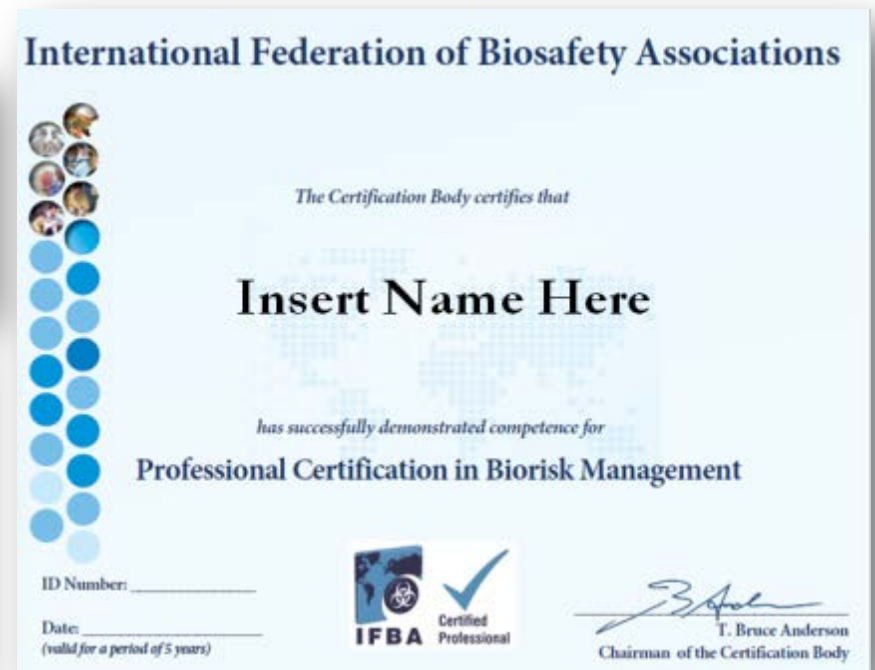 International Federation of Biosafety Associations
The Certification Body certifies that
Insert Name Here
has successfully demonstrated competence for
Professional Certification in Biorisk Management
ID Number:
Date:
(valid for a period of 5 years)
IFBA
Certified
Professional
T. Bruce Anderson
Chairman of the Certification Body